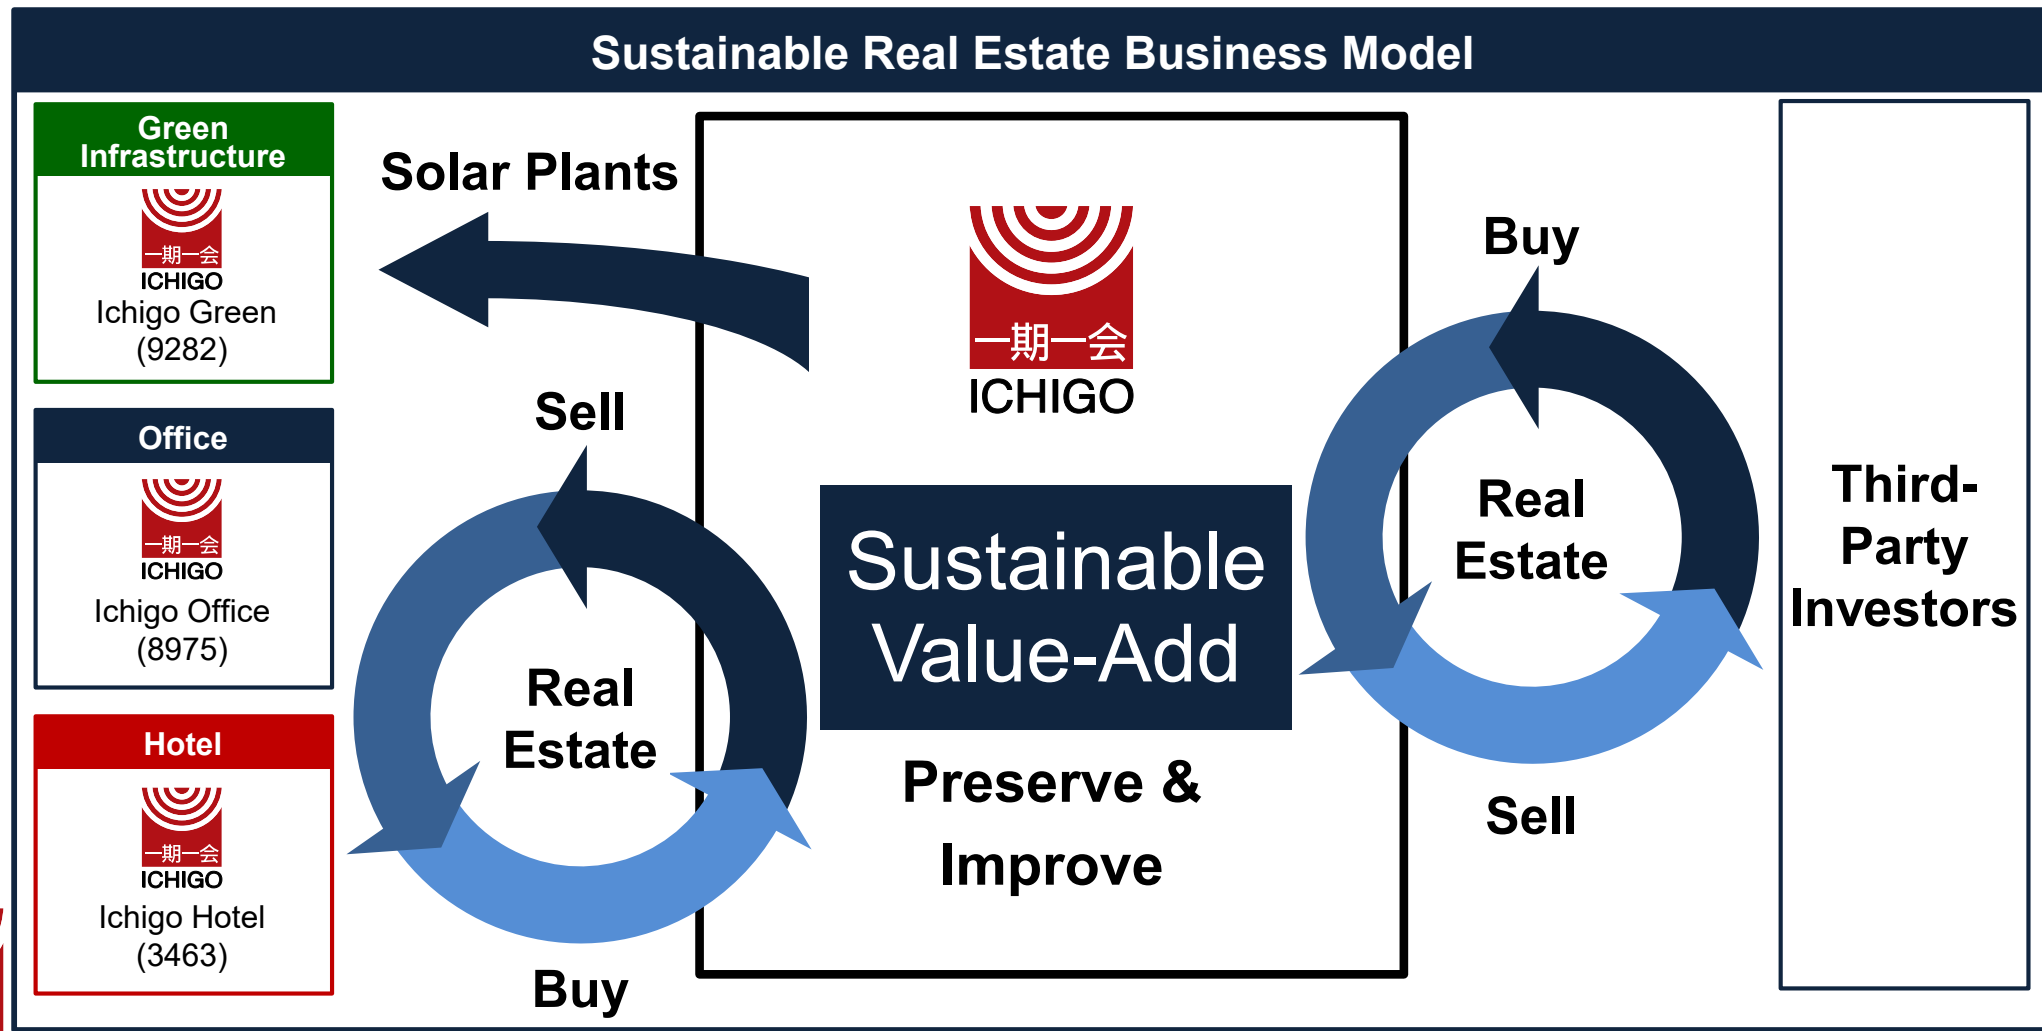 Sustainable Real Estate Business Model
Green
Infrastructure
一期一会
ICHIGO
Ichigo Green
(9282)
Office
一期一会
ICHIGO
Ichigo Office
(8975)
Hotel
一期一会
ICHIGO
Ichigo Hotel
(3463)
Solar Plants
Sell
Real
Estate
Buy
一期一会
ICHIGO
Sustainable
Value-Add
Preserve &
Improve
Buy
Real
Estate
Sell
Third-
Party
Investors